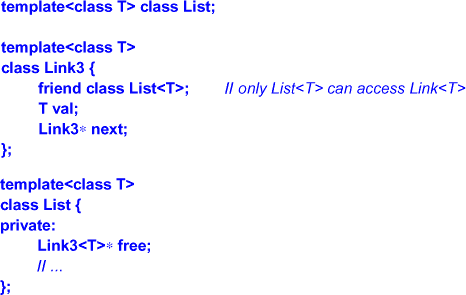 template<class T> class List;
template<class T>
class Link3 {
friend class List<T>; // only List<T> can access Link<T>
T val;
Link3* next;
};
template<class T>
class List {
private:
Link3<T>* free;
// ...
};